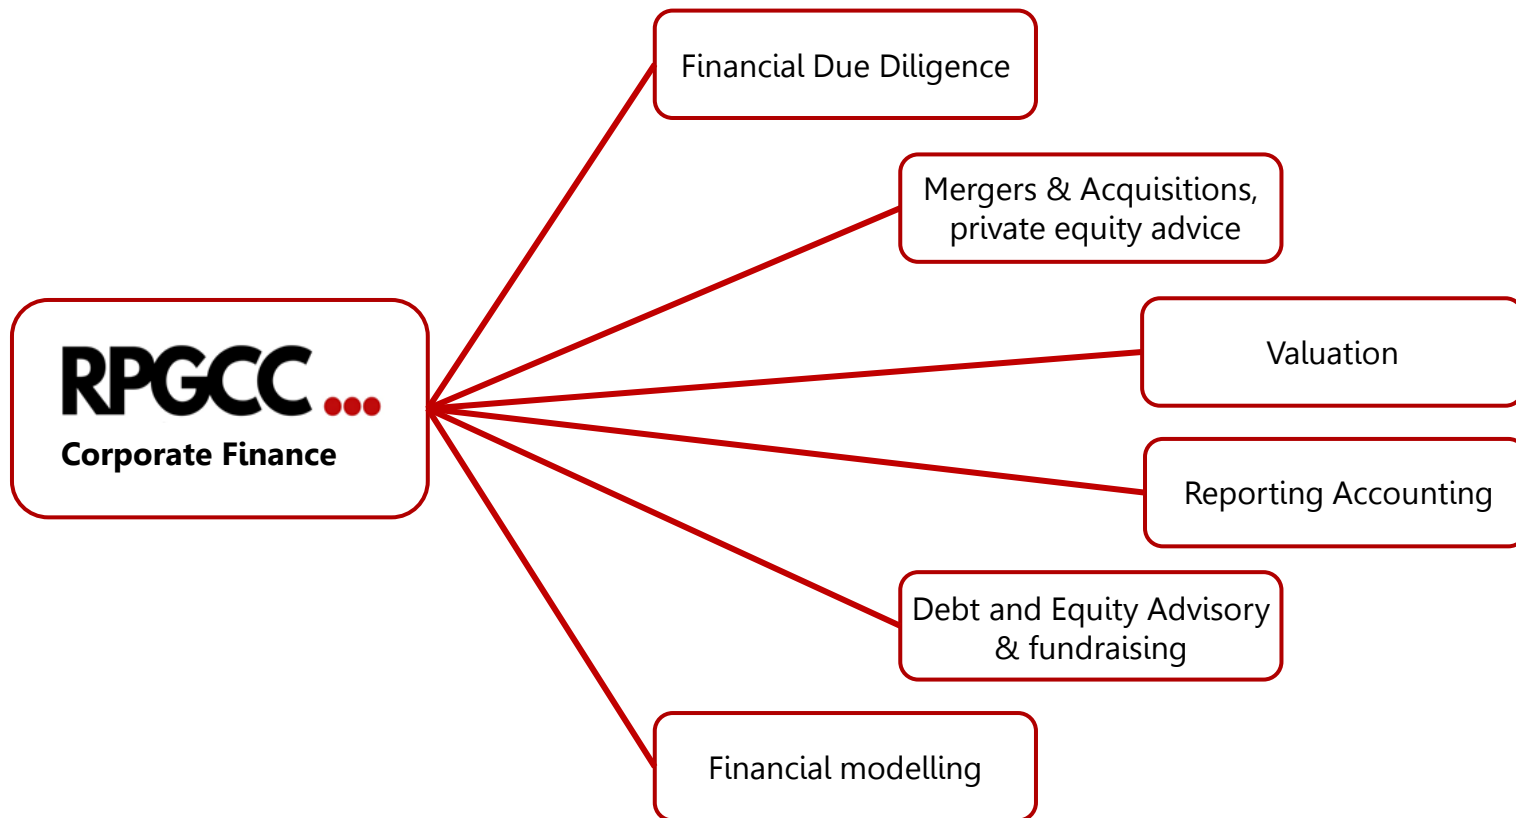 Financial Due Diligence
Mergers & Acquisitions,
private equity advice
RPGCC
Corporate Finance
Valuation
Reporting Accounting
Debt and Equity Advisory
& fundraising
Financial modelling